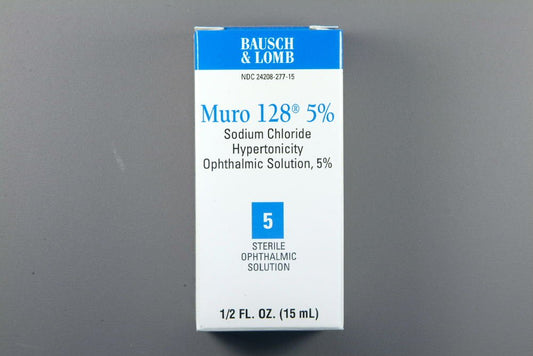 BAUSCH
& LOMB
NDC 24208-277-15
Muro 128® 5%
Sodium Chloride
Hypertonicity
Ophthalmic Solution, 5%
5
STERILE
OPHTHALMIC
SOLUTION
1/2 FL. OZ. (15 mL)